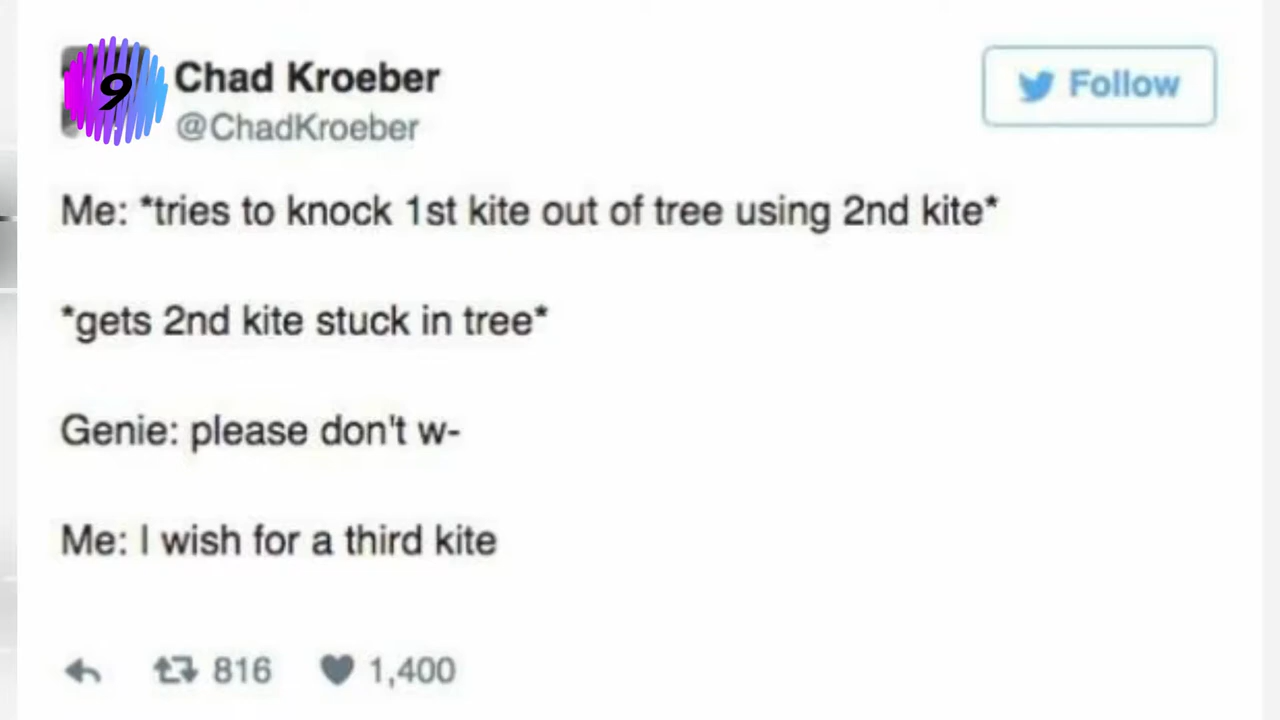 9
Chad Kroeber
Follow
@ChadKroeber
Me: *tries to knock 1st kite out of tree using 2nd kite*
*gets 2nd kite stuck in tree*
Genie: please don't w-
Me: I wish for a third kite
816 1,400